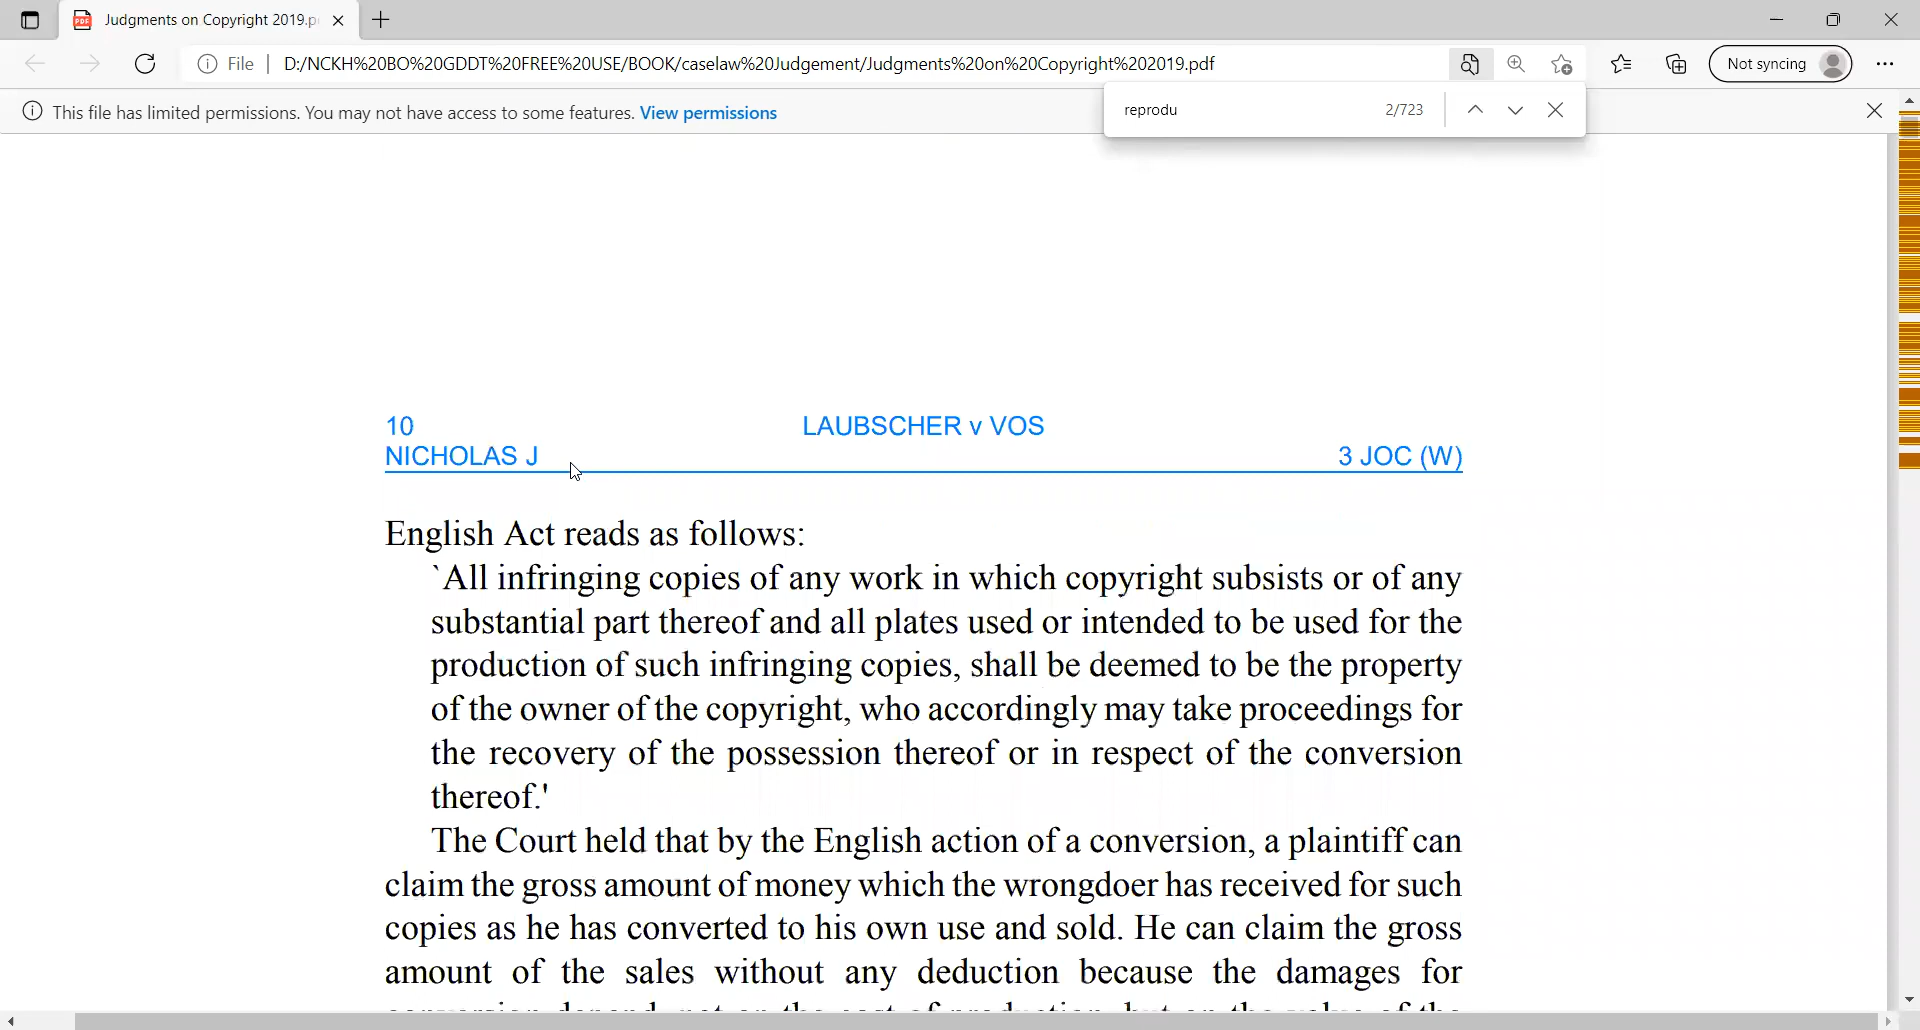 Judgments on Copyright 2019.p
File
D:/NCKH%20BO%20GDDT%20FREE%20USE/BOOK/caselaw%20Judgement/Judgments%20on%20Copyright%202019.pdf
Not syncing
This file has limited permissions. You may not have access to some features. View permissions
reprodu 2/723
10 LAUBSCHER v VOS
NICHOLAS J 3 JOC (W)
English Act reads as follows:
`All infringing copies of any work in which copyright subsists or of any
substantial part thereof and all plates used or intended to be used for the
production of such infringing copies, shall be deemed to be the property
of the owner of the copyright, who accordingly may take proceedings for
the recovery of the possession thereof or in respect of the conversion
thereof.'
The Court held that by the English action of a conversion, a plaintiff can
claim the gross amount of money which the wrongdoer has received for such
copies as he has converted to his own use and sold. He can claim the gross
amount of the sales without any deduction because the damages for